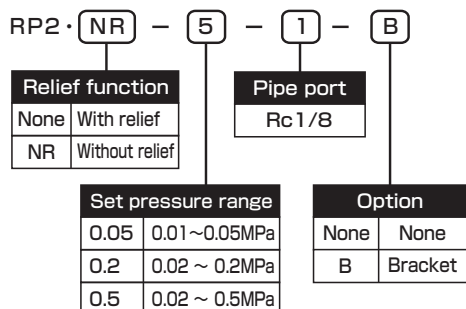 RP2・NR − 5 − 1 − B
Relief function
None With relief
NR Without relief
Pipe port
Rc1/8
Set pressure range
0.05 0.01~0.05MPa
0.2 0.02 ~ 0.2MPa
0.5 0.02 ~ 0.5MPa
Option
None None
B Bracket